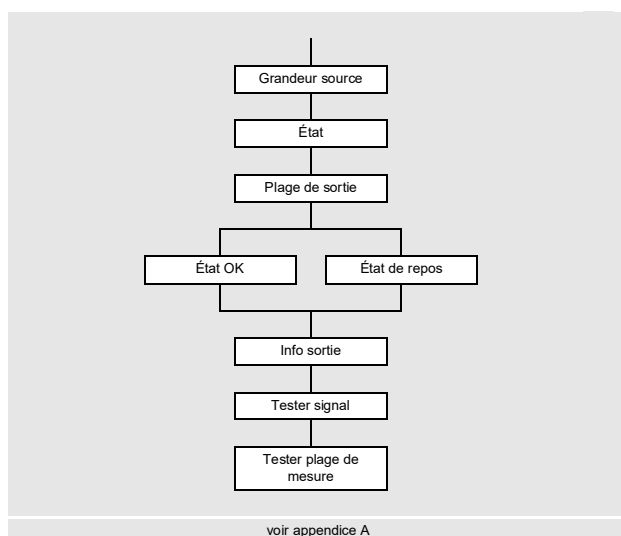 Grandeur source
État
Plage de sortie
État OK
État de repos
Info sortie
Tester signal
Tester plage de
mesure
voir appendice A